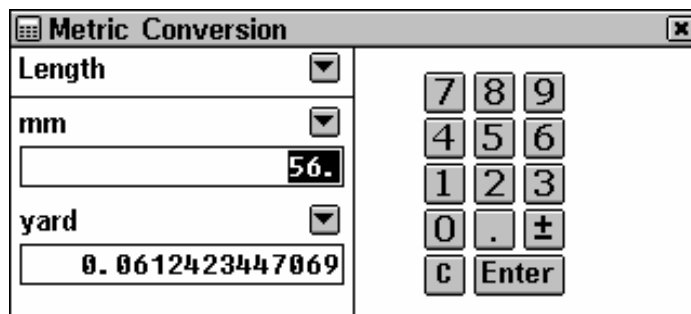 Metric Conversion
Length
mm
56.
yard
0.0612423447069
7 8 9
4 5 6
1 2 3
0 . ±
C Enter